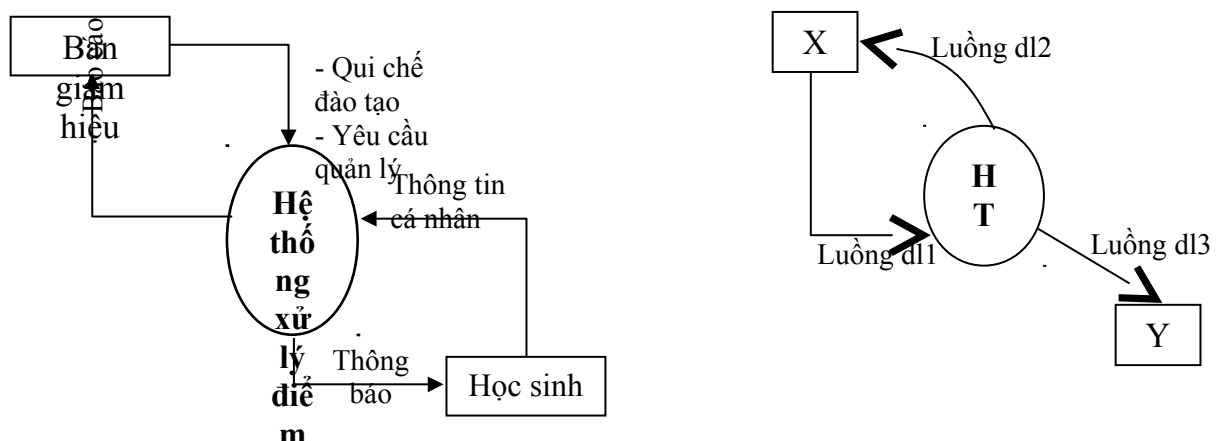 Ban
giám
hiệu
Báo cáo
- Qui chế
đào tạo
- Yêu cầu
quản lý
Thông tin
cá nhân
Hệ
thố
ng
xử
lý
điể
m
Thông
báo
Học sinh
X
Luồng dl2
H
T
Luồng dl1
Luồng dl3
Y